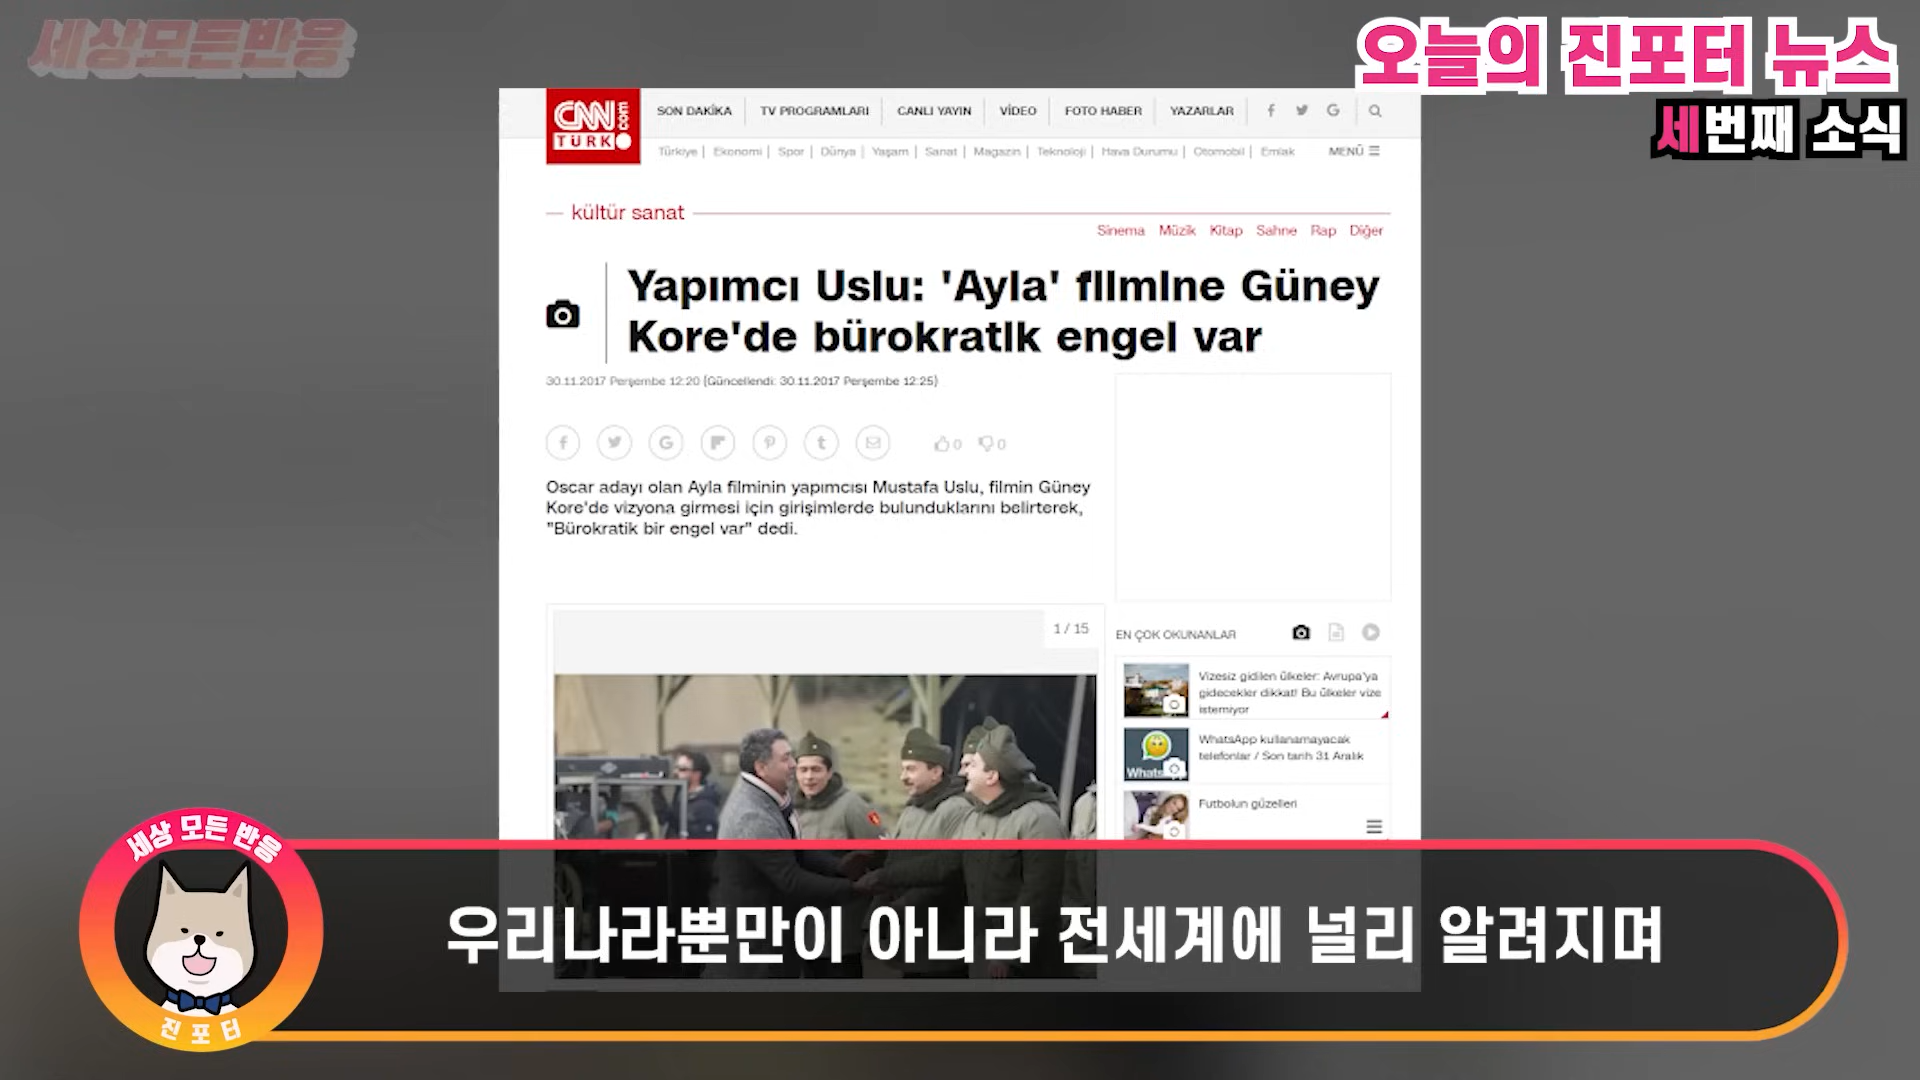 세상모든반응
오늘의 진포터 뉴스
세번째 소식
CNN
TÜRK
.com
SON DAKİKA
TV PROGRAMLARI
CANLI YAYIN
VİDEO
FOTO HABER
YAZARLAR
Türkiye | Ekonomi | Spor | Dünya | Yaşam | Sanat | Magazin | Teknoloji | Hava Durumu | Otomobil | Emlak
MENÜ
kültür sanat
Sinema Müzik Kitap Sahne Rap Diğer
Yapımcı Uslu: 'Ayla' filmine Güney
Kore'de bürokratik engel var
30.11.2017 Perşembe 12:20 (Güncellendi: 30.11.2017 Perşembe 12:25)
0 0
Oscar adayı olan Ayla filminin yapımcısı Mustafa Uslu, filmin Güney
Kore'de vizyona girmesi için girişimlerde bulunduklarını belirterek,
"Bürokratik bir engel var" dedi.
1 / 15
EN ÇOK OKUNANLAR
Vizesiz gidilen ülkeler: Avrupa'ya
gidecekler dikkat! Bu ülkeler vize
istemiyor
WhatsApp kullanamayacak
telefonlar / Son tarih 31 Aralık
Futbolun güzelleri
세상 모든 반응
진포터
우리나라뿐만이 아니라 전세계에 널리 알려지며